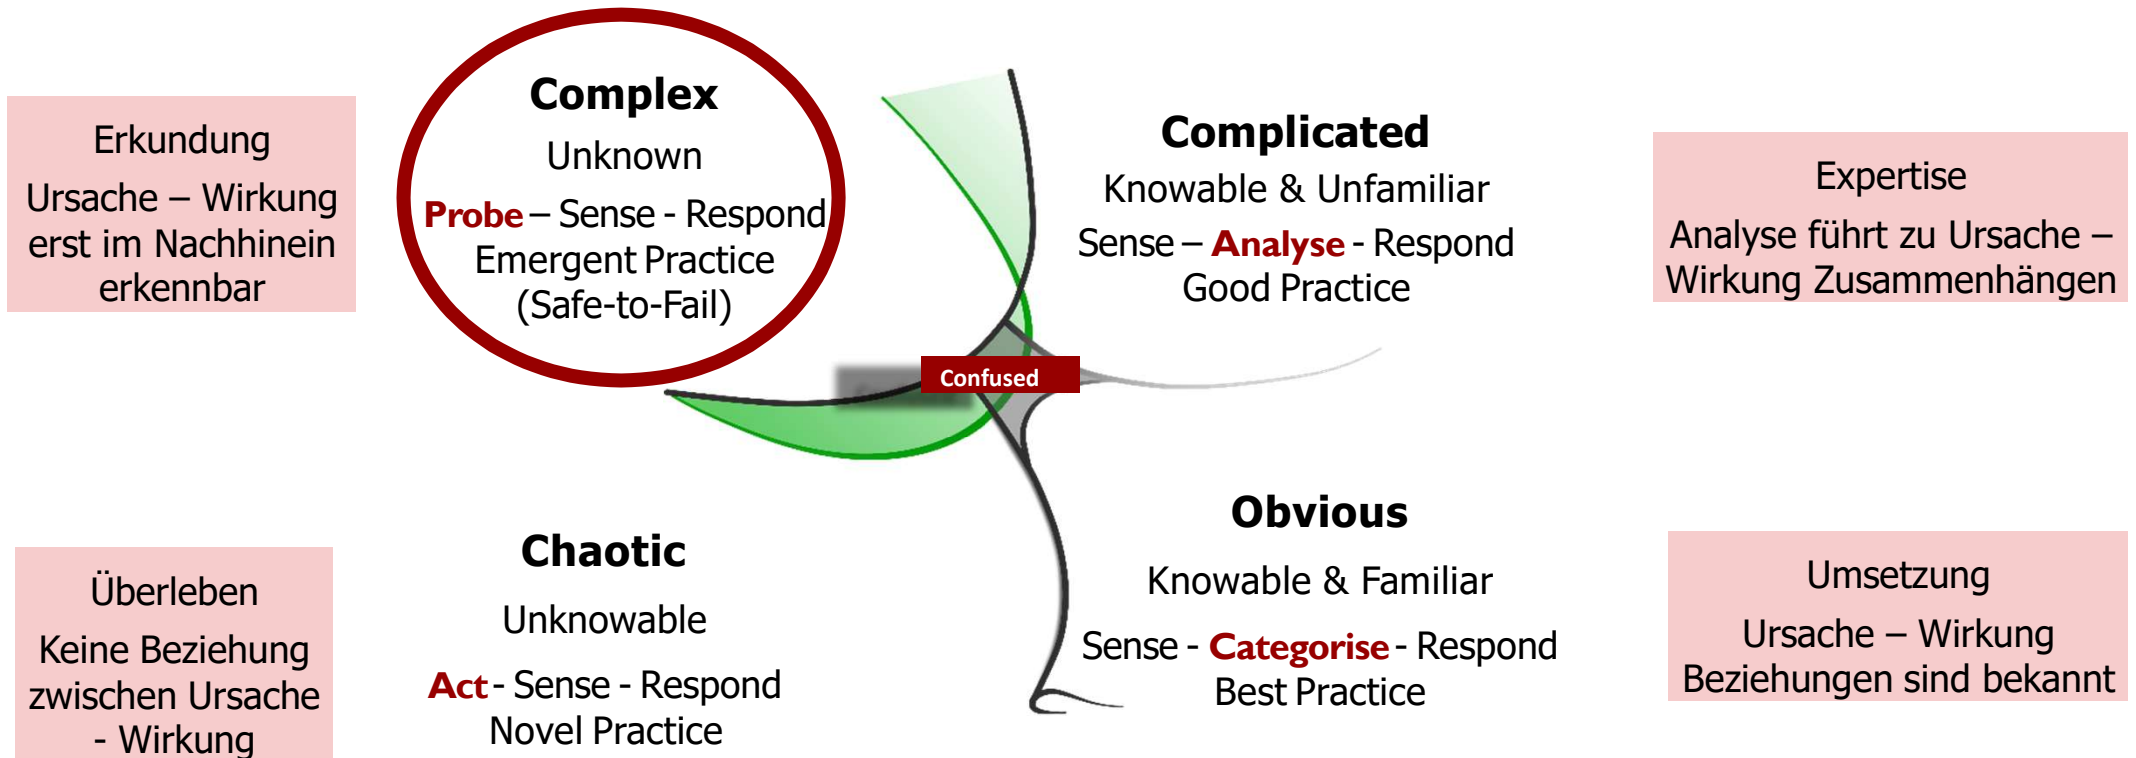 Erkundung
Ursache – Wirkung
erst im Nachhinein
erkennbar
Complex
Unknown
Probe – Sense - Respond
Emergent Practice
(Safe-to-Fail)
Complicated
Knowable & Unfamiliar
Sense – Analyse - Respond
Good Practice
Expertise
Analyse führt zu Ursache –
Wirkung Zusammenhängen
Confused
Überleben
Keine Beziehung
zwischen Ursache
- Wirkung
Chaotic
Unknowable
Act - Sense - Respond
Novel Practice
Obvious
Knowable & Familiar
Sense - Categorise - Respond
Best Practice
Umsetzung
Ursache – Wirkung
Beziehungen sind bekannt